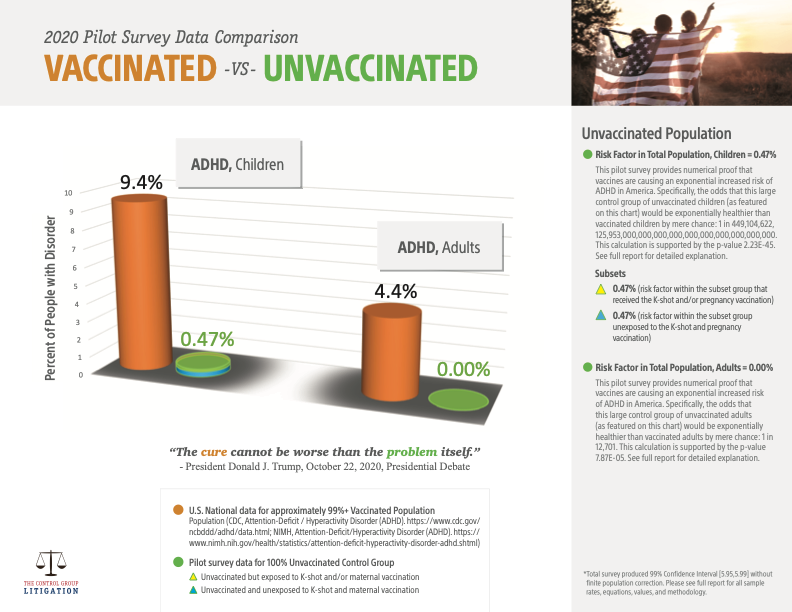 2020 Pilot Survey Data Comparison
VACCINATED -VS- UNVACCINATED
ADHD, Children
9.4%
10
9
8
7
6
5
4
3
2
1
0
Percent of People with Disorder
0.47%
ADHD, Adults
4.4%
0.00%
“The cure cannot be worse than the problem itself.”
- President Donald J. Trump, October 22, 2020, Presidential Debate
U.S. National data for approximately 99%+ Vaccinated Population
Population (CDC, Attention-Deficit / Hyperactivity Disorder (ADHD). https://www.cdc.gov/
ncbddd/adhd/data.html; NIMH, Attention-Deficit/Hyperactivity Disorder (ADHD). https://
www.nimh.nih.gov/health/statistics/attention-deficit-hyperactivity-disorder-adhd.shtml)
Pilot survey data for 100% Unvaccinated Control Group
Unvaccinated but exposed to K-shot and/or maternal vaccination
Unvaccinated and unexposed to K-shot and maternal vaccination
THE CONTROL GROUP
LITIGATION
Unvaccinated Population
Risk Factor in Total Population, Children = 0.47%
This pilot survey provides numerical proof that
vaccines are causing an exponential increased risk of
ADHD in America. Specifically, the odds that this large
control group of unvaccinated children (as featured
on this chart) would be exponentially healthier than
vaccinated children by mere chance: 1 in 449,104,622,
125,953,000,000,000,000,000,000,000,000,000,000.
This calculation is supported by the p-value 2.23E-45.
See full report for detailed explanation.
Subsets
0.47% (risk factor within the subset group that
received the K-shot and/or pregnancy vaccination)
0.47% (risk factor within the subset group
unexposed to the K-shot and pregnancy
vaccination)
Risk Factor in Total Population, Adults = 0.00%
This pilot survey provides numerical proof that
vaccines are causing an exponential increased risk
of ADHD in America. Specifically, the odds that
this large control group of unvaccinated adults
(as featured on this chart) would be exponentially
healthier than vaccinated adults by mere chance: 1 in
12,701. This calculation is supported by the p-value
7.87E-05. See full report for detailed explanation.
*Total survey produced 99% Confidence Interval [5.95,5.99] without
finite population correction. Please see full report for all sample
rates, equations, values, and methodology.